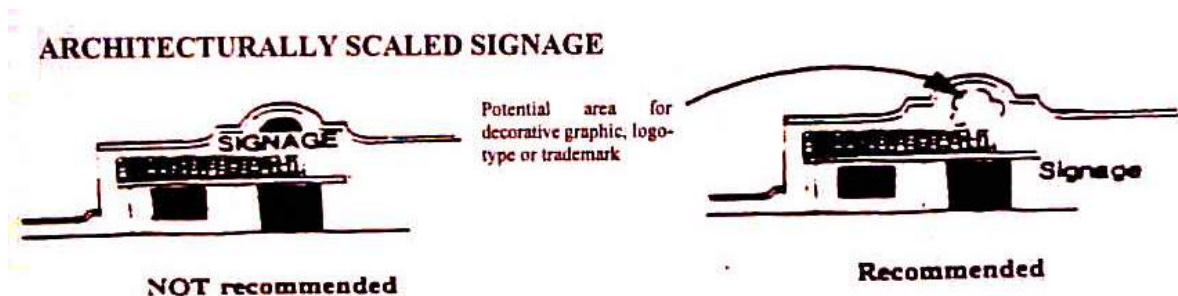 ARCHITECTURALLY SCALED SIGNAGE
SIGNAGE
Potential area for
decorative graphic, logo-
type or trademark
Signage
NOT recommended
Recommended